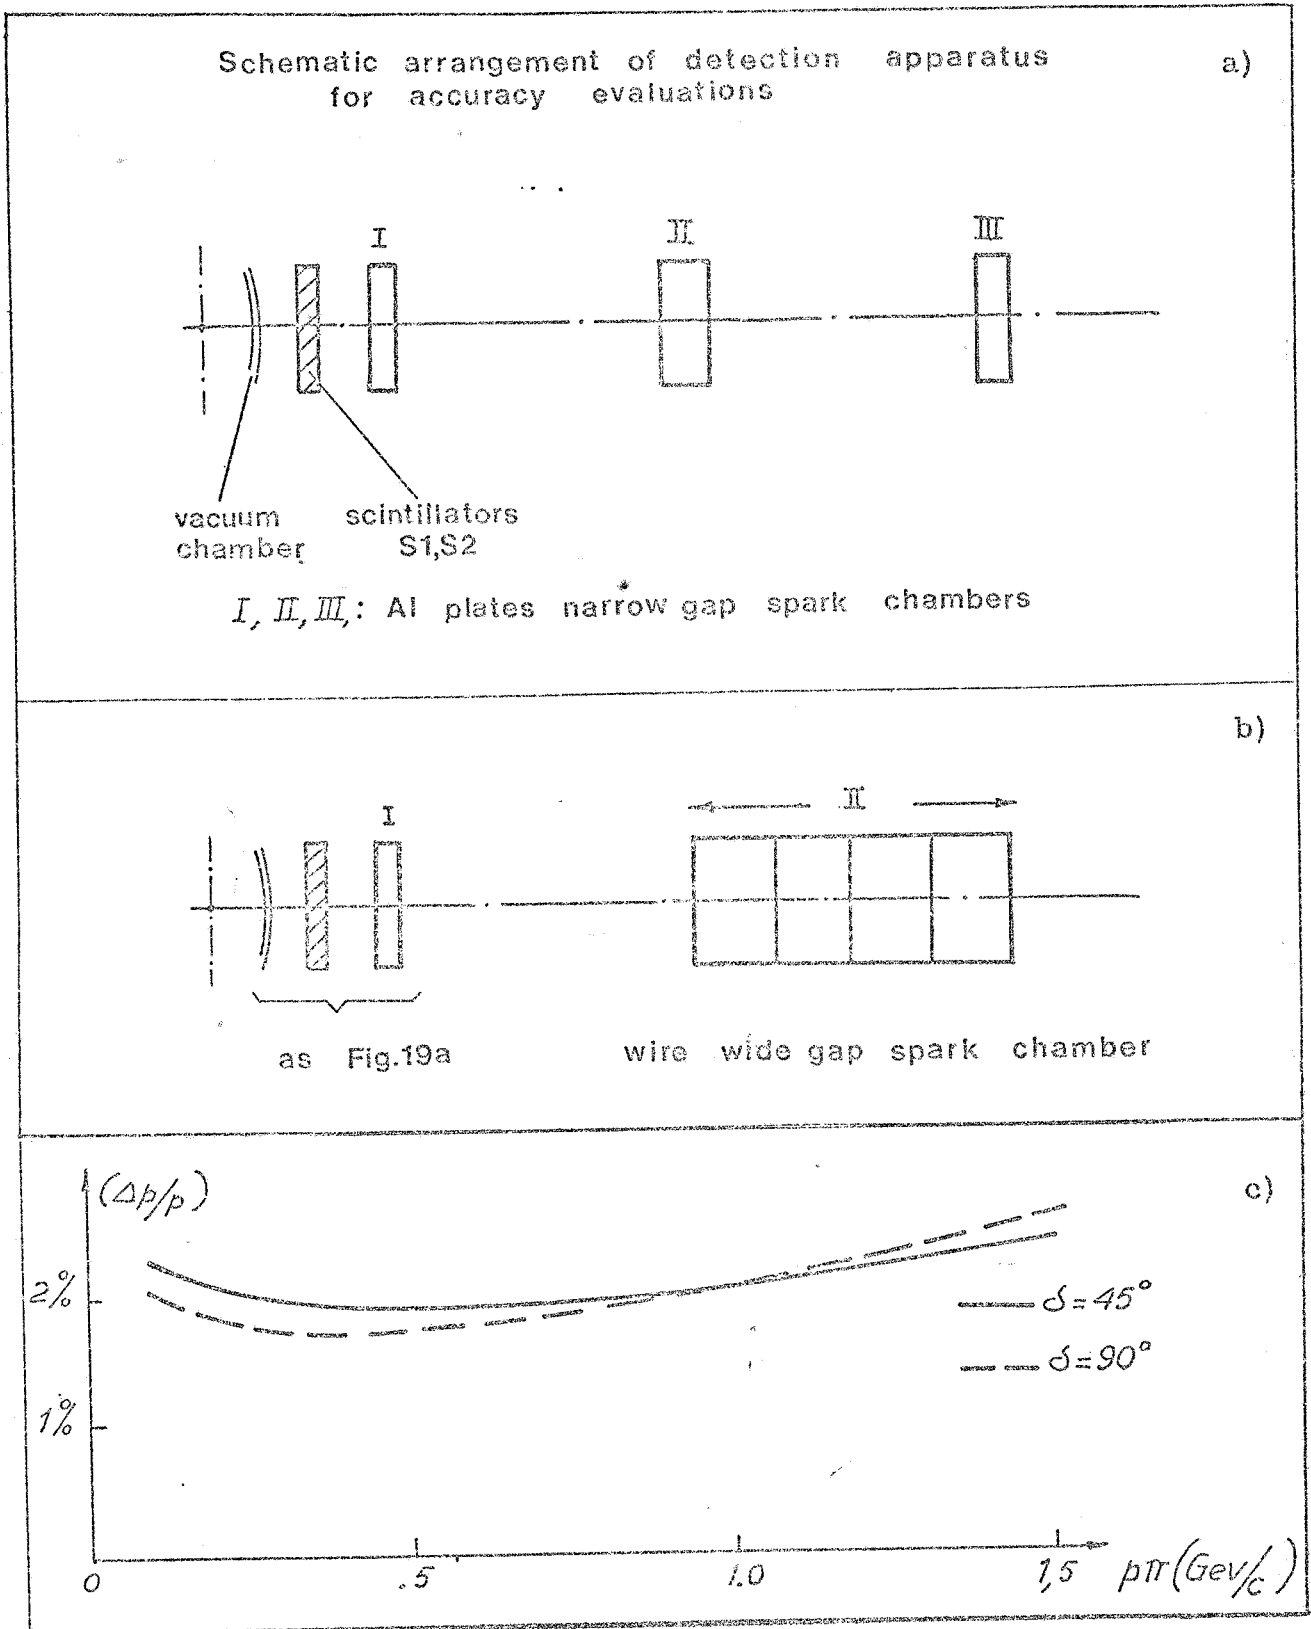 Schematic arrangement of detection apparatus
for accuracy evaluations
a)
I
II
III
vacuum
chamber
scintillators
S1,S2
I, II, III,: Al plates narrow gap spark chambers
b)
I
II
as Fig.19a
wire wide gap spark chamber
c)
(Δp/p)
2%
1%
δ=45°
δ=90°
0
.5
1.0
1,5
pπ(Gev/c)